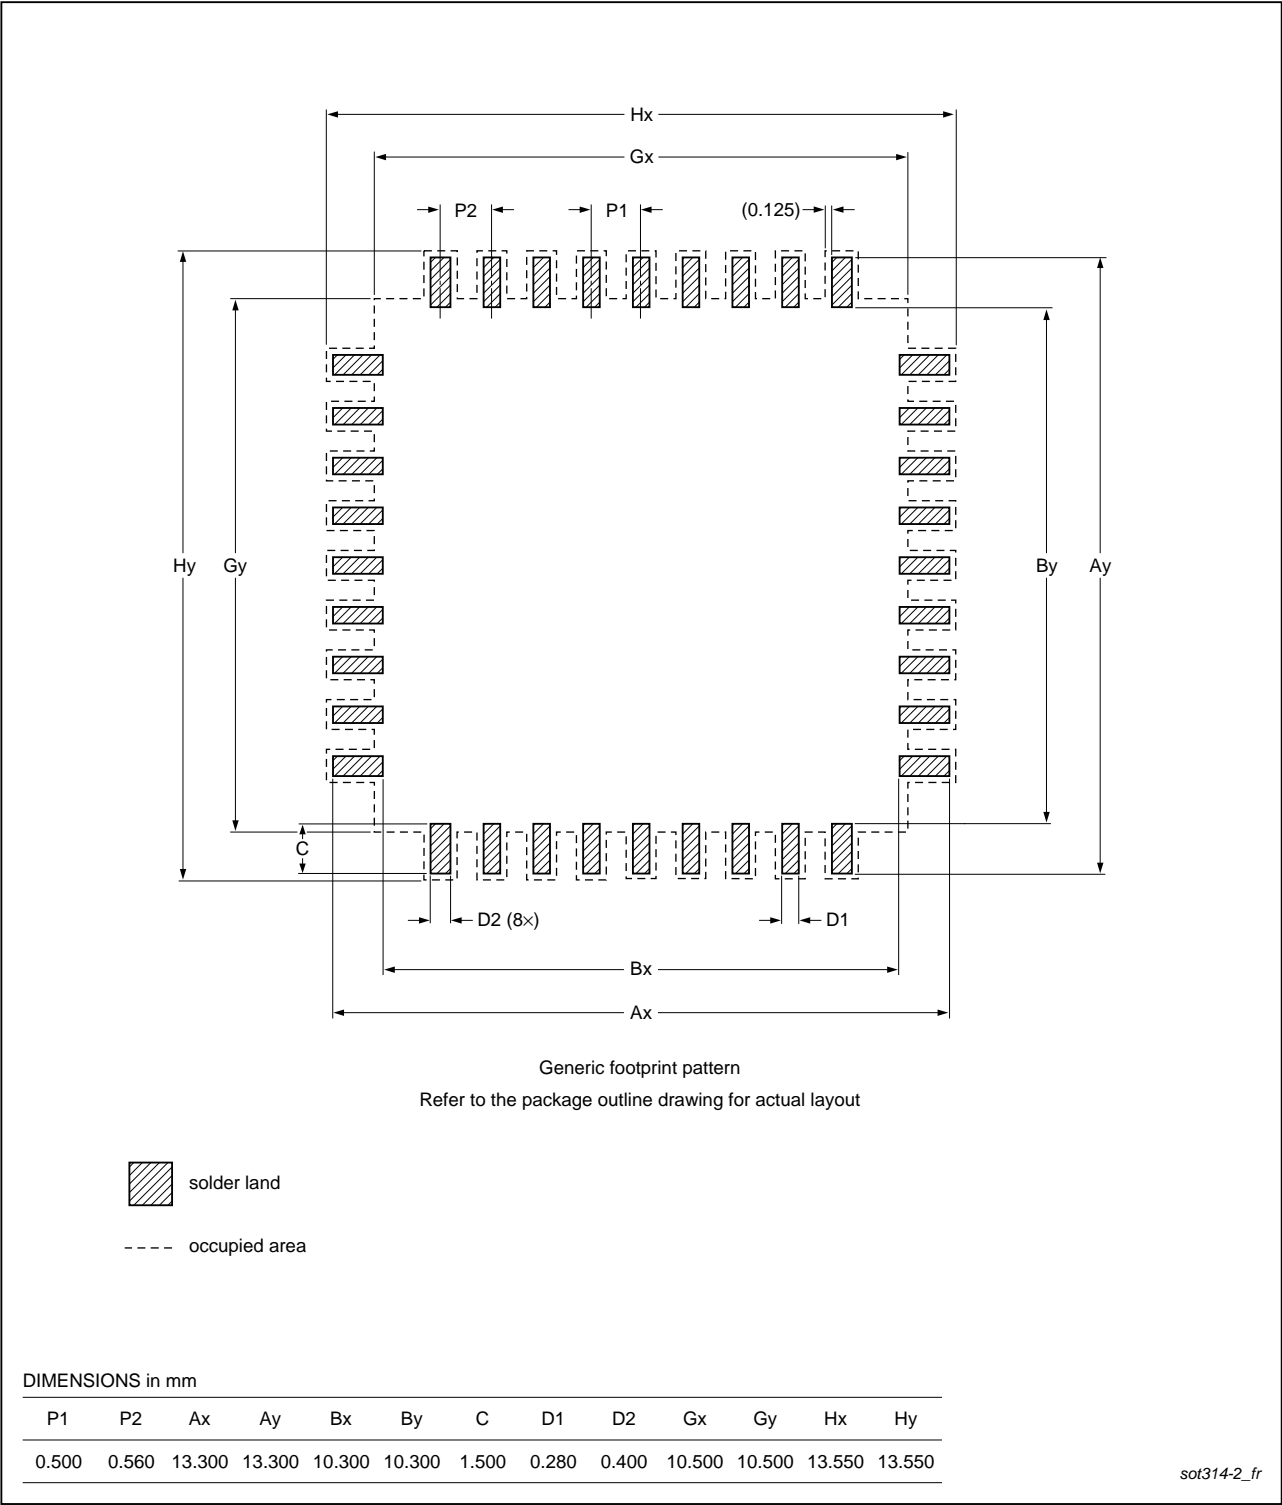 Hx
Gx
P2 P1 (0.125)
Hy Gy By Ay
C
D2 (8×) D1
Bx
Ax
Generic footprint pattern
Refer to the package outline drawing for actual layout
solder land
occupied area
DIMENSIONS in mm
P1 P2 Ax Ay Bx By C D1 D2 Gx Gy Hx Hy
0.500 0.560 13.300 13.300 10.300 10.300 1.500 0.280 0.400 10.500 10.500 13.550 13.550
sot314-2_fr